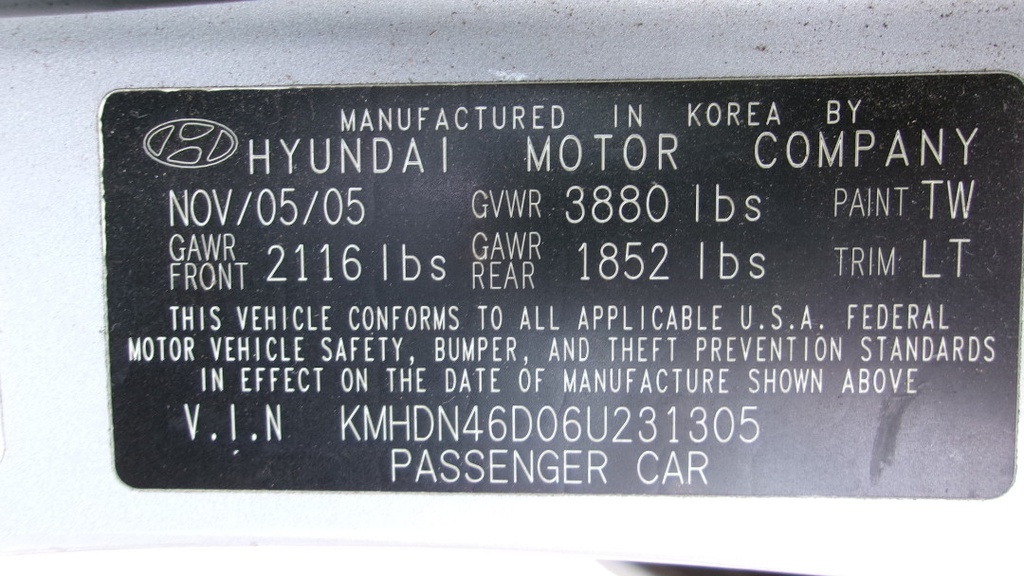 MANUFACTURED IN KOREA BY
HYUNDAI MOTOR COMPANY
NOV/05/05 GVWR 3880 lbs PAINT TW
GAWR FRONT 2116 lbs GAWR REAR 1852 lbs TRIM LT
THIS VEHICLE CONFORMS TO ALL APPLICABLE U.S.A. FEDERAL
MOTOR VEHICLE SAFETY, BUMPER, AND THEFT PREVENTION STANDARDS
IN EFFECT ON THE DATE OF MANUFACTURE SHOWN ABOVE
V.I.N KMHDN46D06U231305
PASSENGER CAR